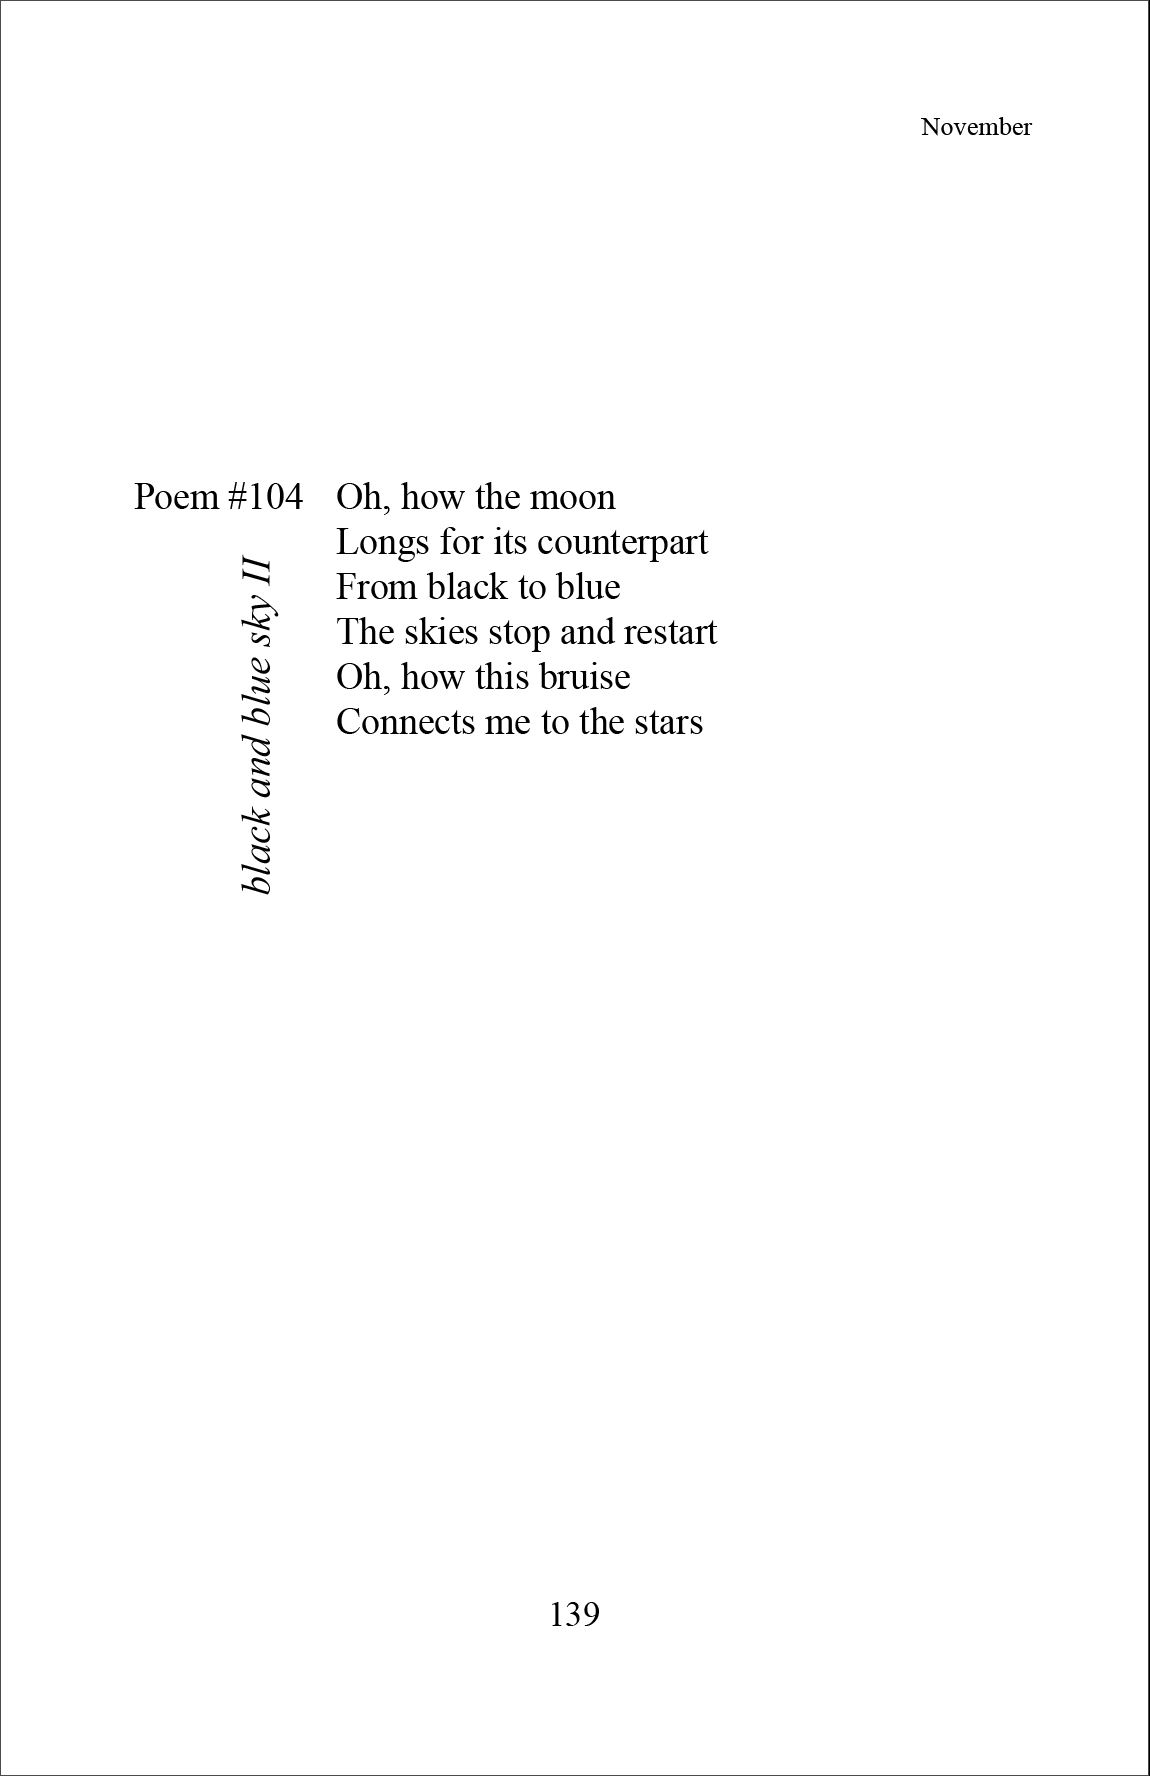 November
Poem #104
black and blue sky II
Oh, how the moon
Longs for its counterpart
From black to blue
The skies stop and restart
Oh, how this bruise
Connects me to the stars
139